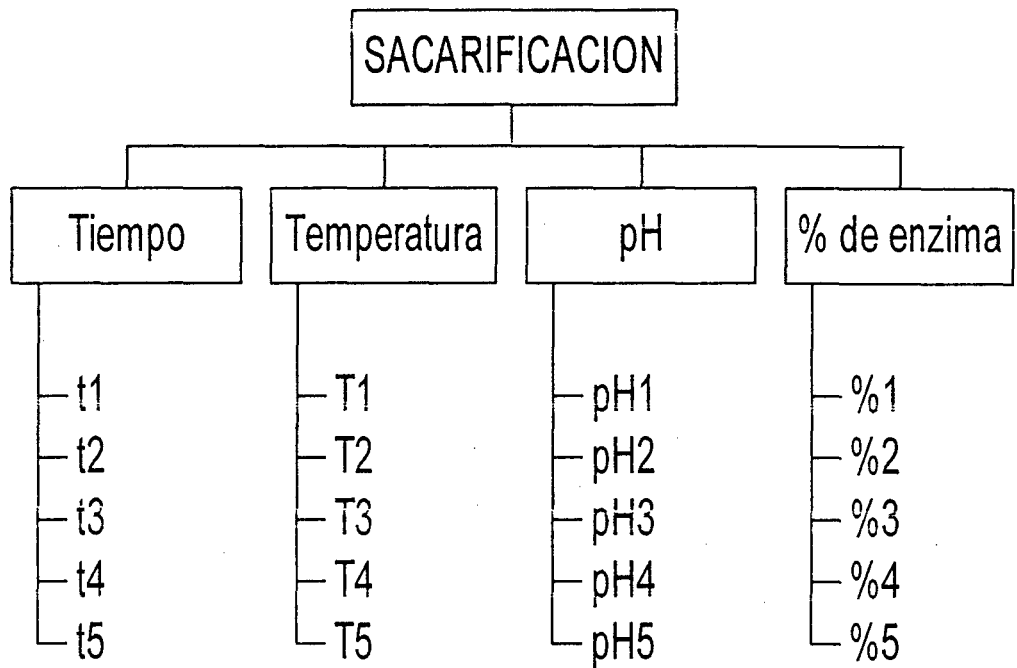 SACARIFICACION
Tiempo
Temperatura
pH
% de enzima
t1
t2
t3
t4
t5
T1
T2
T3
T4
T5
pH1
pH2
pH3
pH4
pH5
%1
%2
%3
%4
%5